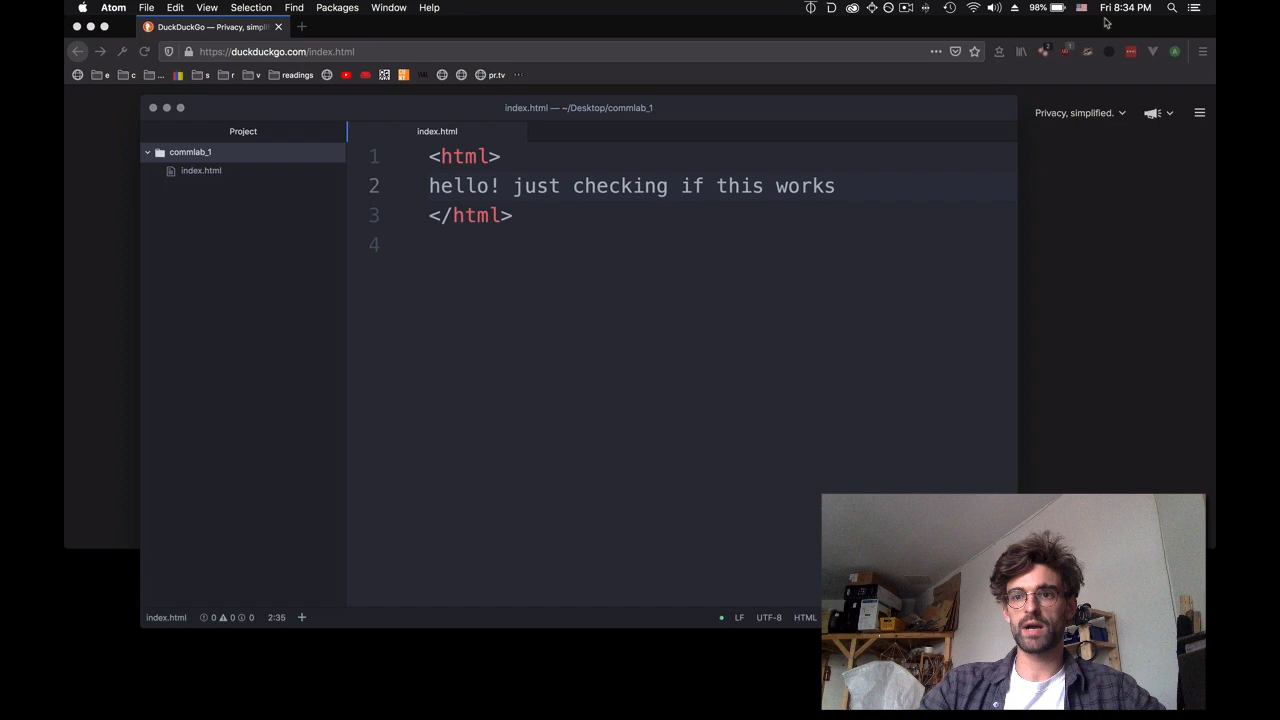 Atom File Edit View Selection Find Packages Window Help 98% Fri 8:34 PM
DuckDuckGo — Privacy, simpl
https://duckduckgo.com/index.html
e c ... s r v readings pr.tv ...
index.html — ~/Desktop/commlab_1
Privacy, simplified.
Project
index.html
commlab_1
index.html
1 <html>
2 hello! just checking if this works
3 </html>
4
index.html 0 0 0 2:35 + LF UTF-8 HTML